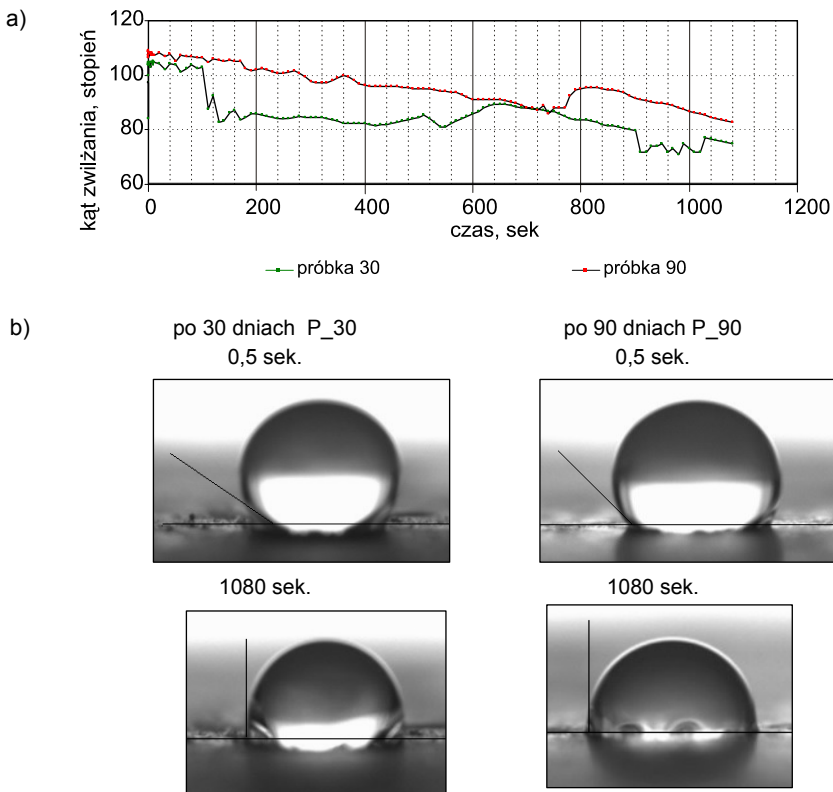 a)
120
100
80
60
kąt zwilżania, stopień
0 200 400 600 800 1000 1200
czas, sek
próbka 30 próbka 90
b)
po 30 dniach P_30 po 90 dniach P_90
0,5 sek. 0,5 sek.
1080 sek. 1080 sek.